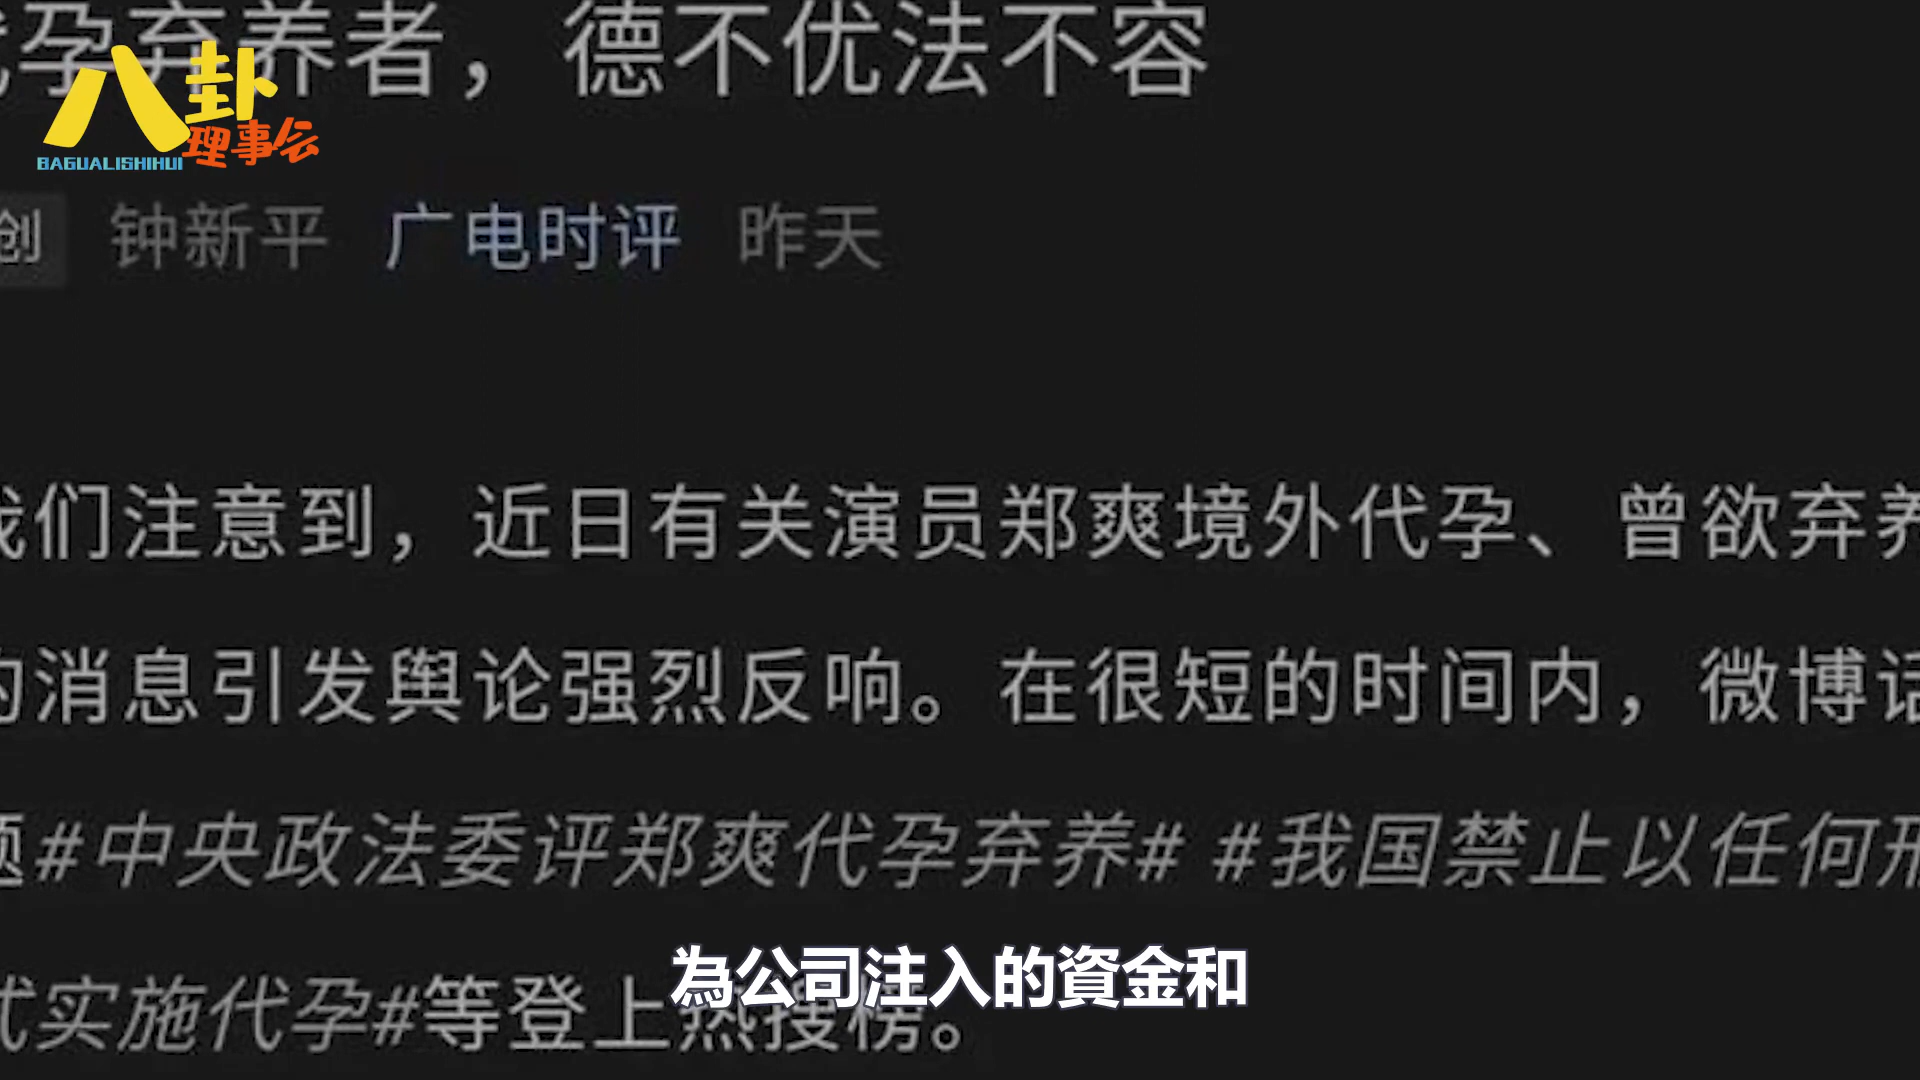 孕弃养者，德不优法不容
八卦
理事会
BAGUALISHIHUI
创 钟新平 广电时评 昨天
我们注意到，近日有关演员郑爽境外代孕、曾欲弃养
的消息引发舆论强烈反响。在很短的时间内，微博话
题#中央政法委评郑爽代孕弃养# #我国禁止以任何形
式实施代孕#等登上热搜榜。
為公司注入的資金和